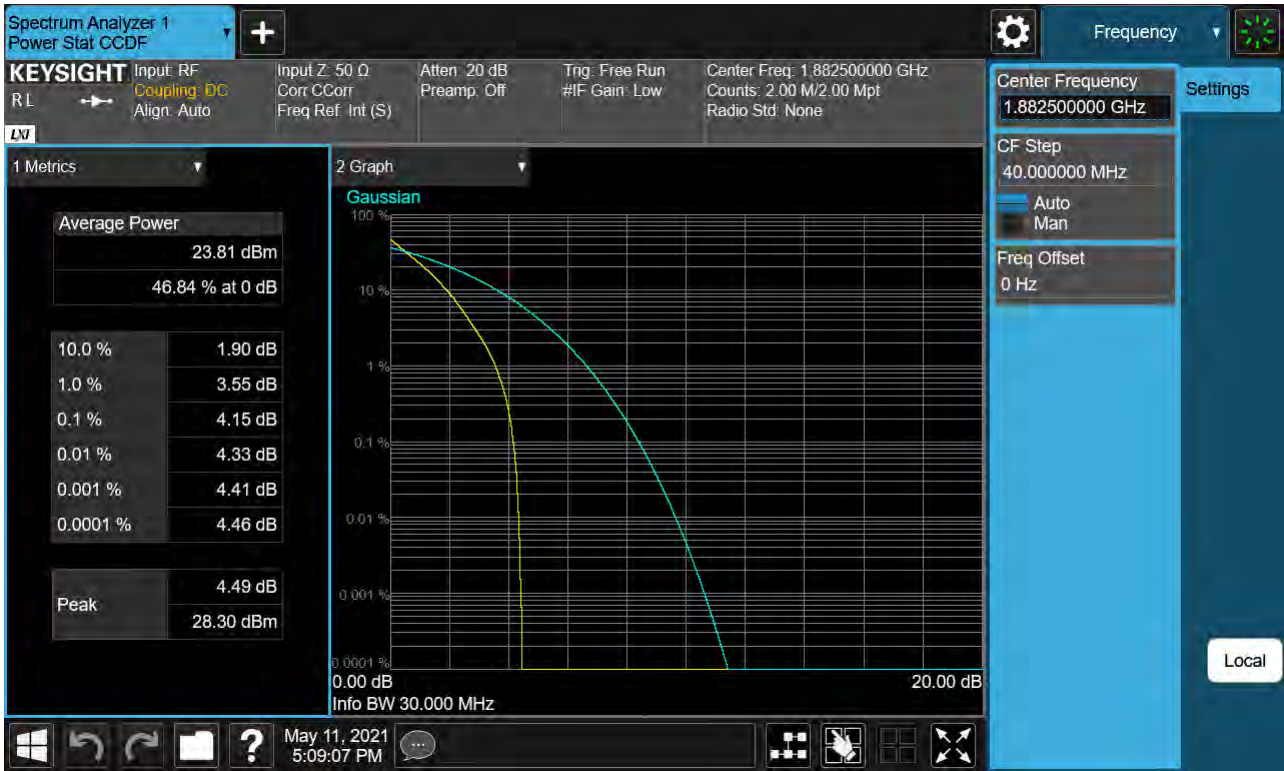 Spectrum Analyzer 1
Power Stat CCDF
Frequency
KEYSIGHT
R L
LXI
Input: RF
Coupling: DC
Align: Auto
Input Z: 50 Ω
Corr CCorr
Freq Ref: Int (S)
Atten: 20 dB
Preamp: Off
Trig: Free Run
#IF Gain: Low
Center Freq: 1.882500000 GHz
Counts: 2.00 M/2.00 Mpt
Radio Std: None
Center Frequency
1.882500000 GHz
Settings
CF Step
40.000000 MHz
Auto
Man
Freq Offset
0 Hz
Local
1 Metrics
Average Power
23.81 dBm
46.84 % at 0 dB
10.0 % 1.90 dB
1.0 % 3.55 dB
0.1 % 4.15 dB
0.01 % 4.33 dB
0.001 % 4.41 dB
0.0001 % 4.46 dB
Peak
4.49 dB
28.30 dBm
2 Graph
Gaussian
100 %
10 %
1 %
0.1 %
0.01 %
0.001 %
0.0001 %
0.00 dB 20.00 dB
Info BW 30.000 MHz
?
May 11, 2021
5:09:07 PM